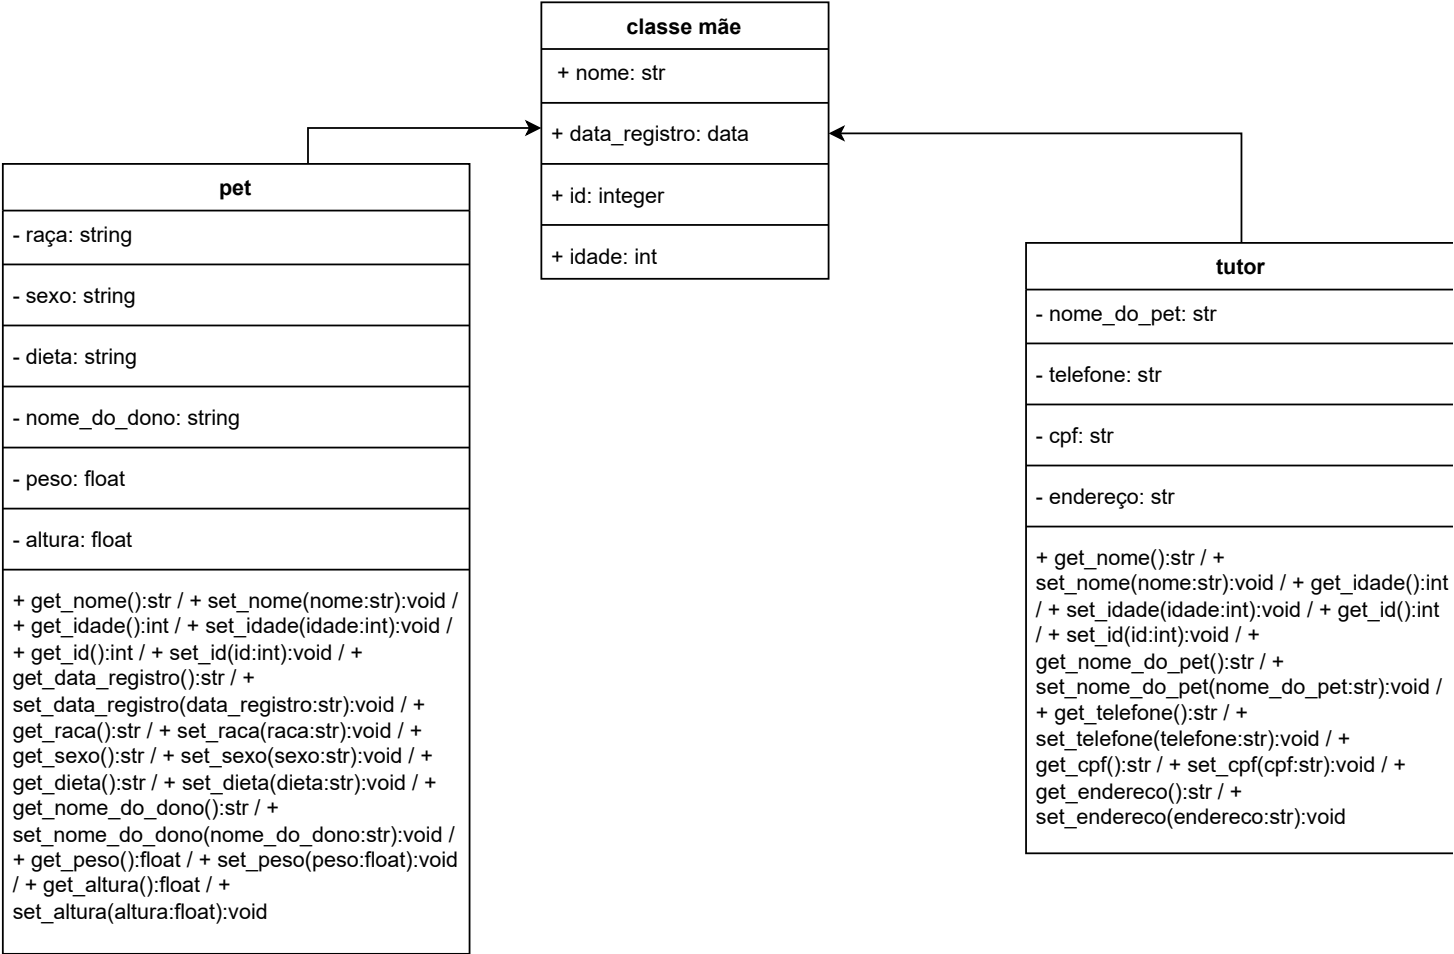 classe mãe
+ nome: str
+ data_registro: data
+ id: integer
+ idade: int
pet
- raça: string
- sexo: string
- dieta: string
- nome_do_dono: string
- peso: float
- altura: float
+ get_nome():str / + set_nome(nome:str):void /
+ get_idade():int / + set_idade(idade:int):void /
+ get_id():int / + set_id(id:int):void / +
get_data_registro():str / +
set_data_registro(data_registro:str):void / +
get_raca():str / + set_raca(raca:str):void / +
get_sexo():str / + set_sexo(sexo:str):void / +
get_dieta():str / + set_dieta(dieta:str):void / +
get_nome_do_dono():str / +
set_nome_do_dono(nome_do_dono:str):void /
+ get_peso():float / + set_peso(peso:float):void
/ + get_altura():float / +
set_altura(altura:float):void
tutor
- nome_do_pet: str
- telefone: str
- cpf: str
- endereço: str
+ get_nome():str / +
set_nome(nome:str):void / + get_idade():int
/ + set_idade(idade:int):void / + get_id():int
/ + set_id(id:int):void / +
get_nome_do_pet():str / +
set_nome_do_pet(nome_do_pet:str):void /
+ get_telefone():str / +
set_telefone(telefone:str):void / +
get_cpf():str / + set_cpf(cpf:str):void / +
get_endereco():str / +
set_endereco(endereco:str):void